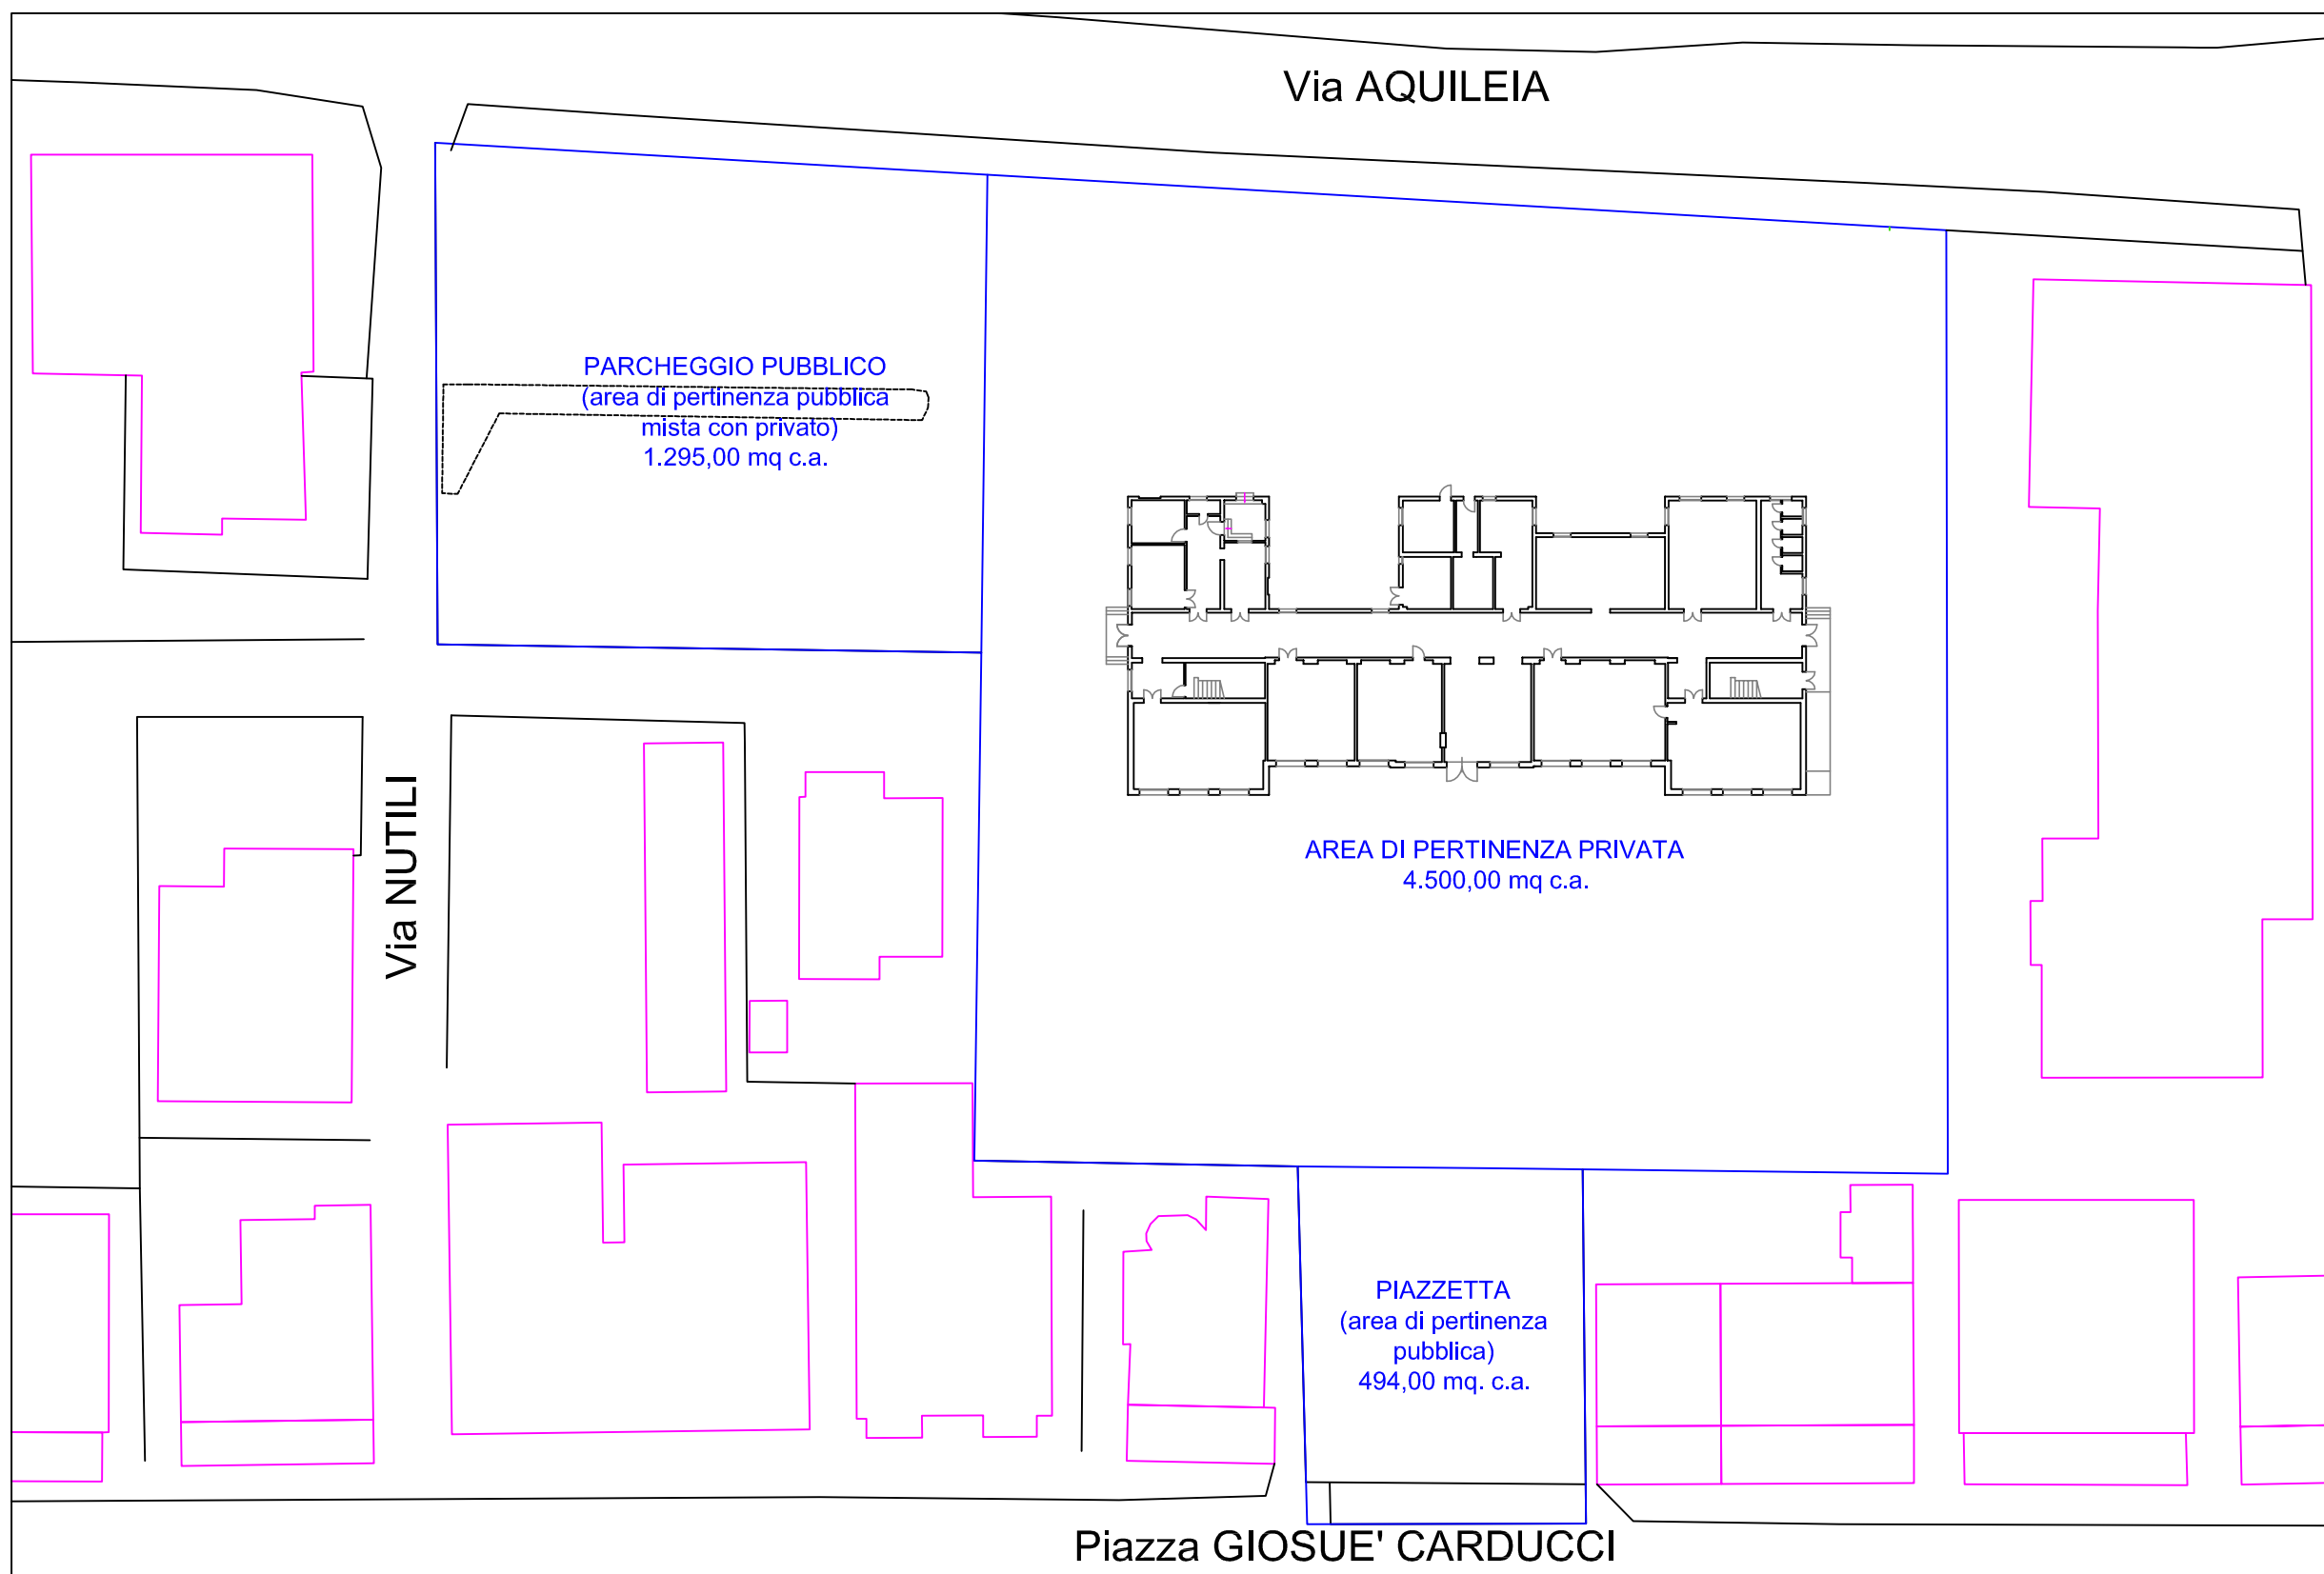 Via AQUILEIA
PARCHEGGIO PUBBLICO
(area di pertinenza pubblica
mista con privato)
1.295,00 mq c.a.
AREA DI PERTINENZA PRIVATA
4.500,00 mq c.a.
Via NUTILI
PIAZZETTA
(area di pertinenza
pubblica)
494,00 mq. c.a.
Piazza GIOSUE' CARDUCCI